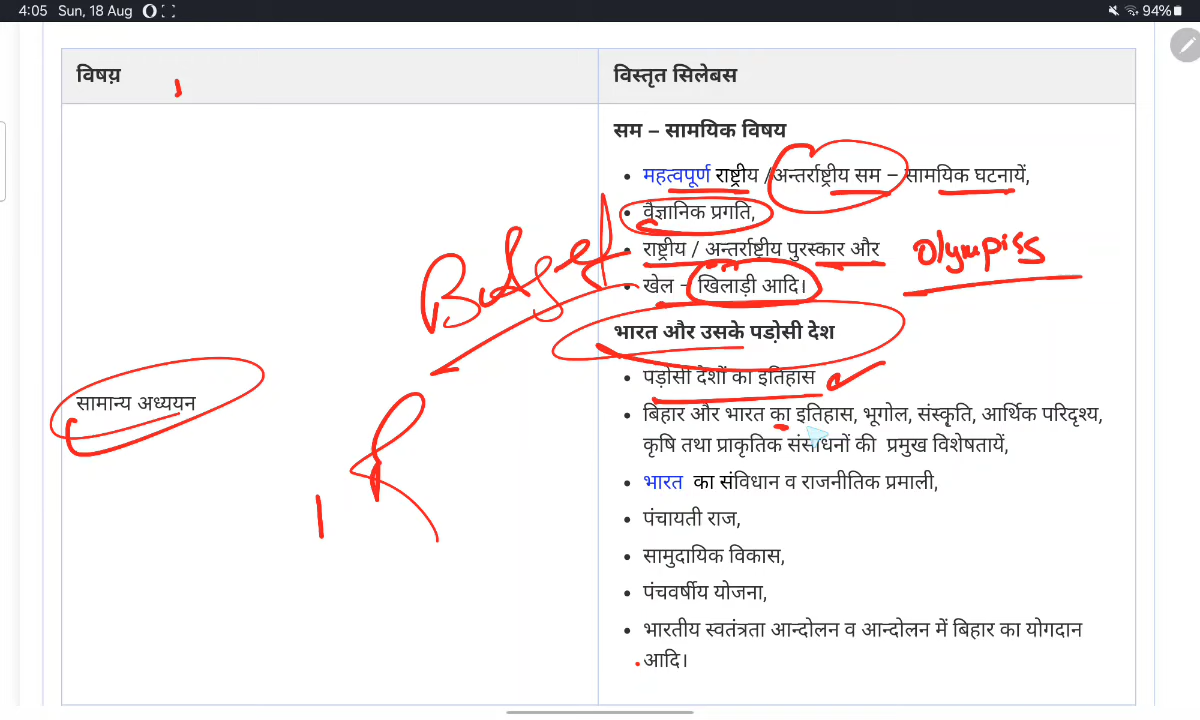 4:05 Sun, 18 Aug
94%
विषय़
विस्तृत सिलेबस
सम – सामयिक विषय
• महत्वपूर्ण राष्ट्रीय /अन्तर्राष्ट्रीय सम – सामयिक घटनायें,
• वैज्ञानिक प्रगति,
• राष्ट्रीय / अन्तर्राष्ट्रीय पुरस्कार और
Olympiss
• खेल – खिलाड़ी आदि।
Budget
भारत और उसके पडो़सी देश
• पड़ोसी देशों का इतिहास
सामान्य अध्ययन
• बिहार और भारत का इतिहास, भूगोल, संस्कृति, आर्थिक परिदृश्य,
कृषि तथा प्राकृतिक संसाधनों की प्रमुख विशेषतायें,
• भारत का संविधान व राजनीतिक प्रमाली,
• पंचायती राज,
• सामुदायिक विकास,
• पंचवर्षीय योजना,
• भारतीय स्वतंत्रता आन्दोलन व आन्दोलन में बिहार का योगदान
आदि।